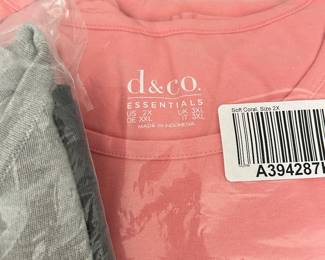 d&co.
ESSENTIALS
US 2X UK 3XL
DE XXL IT 3XL
MADE IN INDONESIA
Soft Coral, Size 2X
A394287